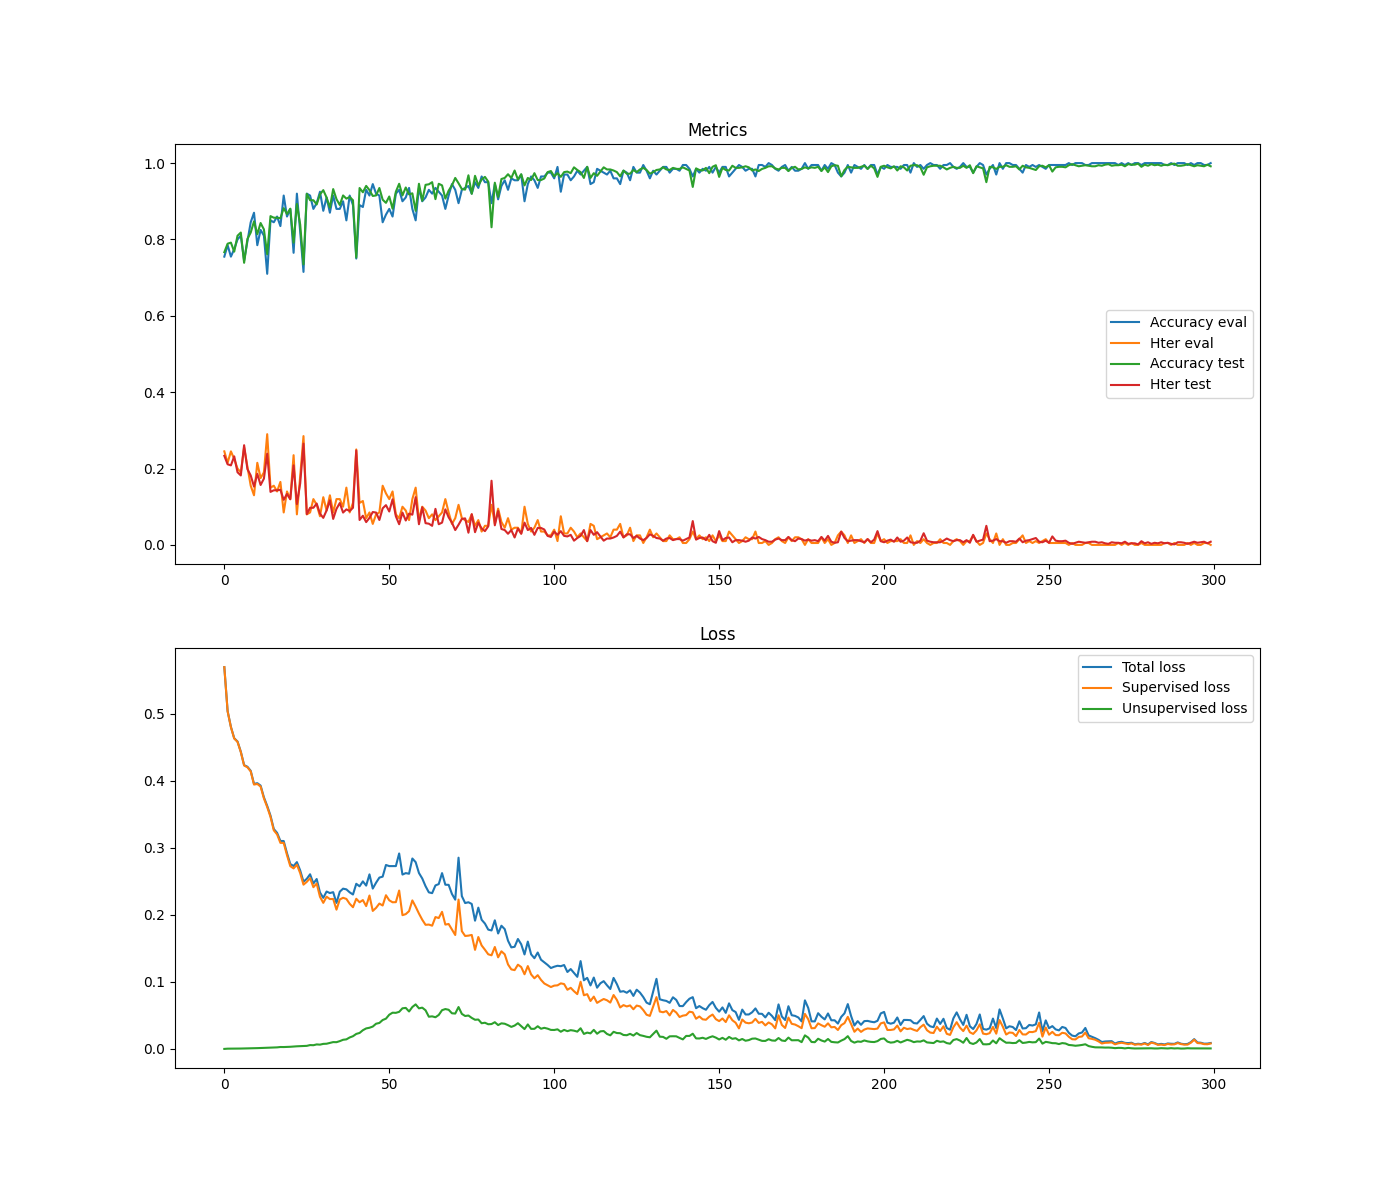 Metrics
1.0
0.8
0.6
0.4
0.2
0.0
Accuracy eval
Hter eval
Accuracy test
Hter test
0 50 100 150 200 250 300
Loss
0.5
0.4
0.3
0.2
0.1
0.0
Total loss
Supervised loss
Unsupervised loss
0 50 100 150 200 250 300